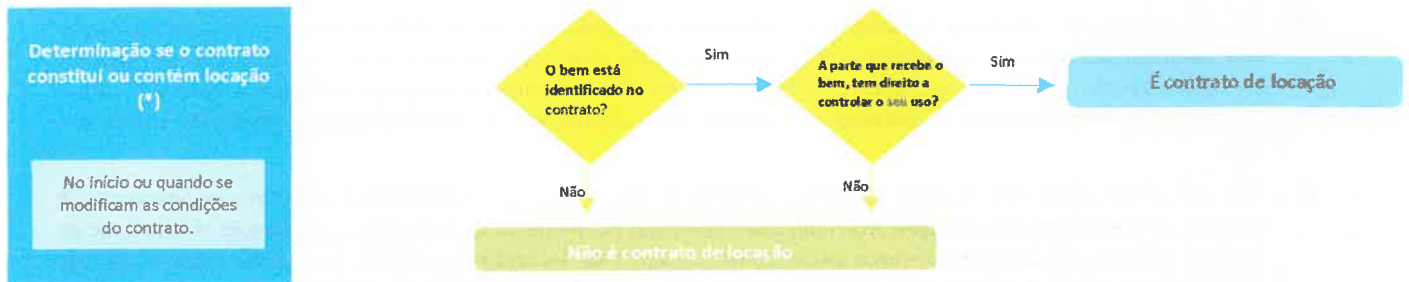 Determinação se o contrato
constitui ou contém locação
(*)
No início ou quando se
modificam as condições
do contrato.
O bem está
identificado no
contrato?
Sim
A parte que recebe o
bem, tem direito a
controlar o seu uso?
Sim
É contrato de locação
Não
Não
Não é contrato de locação